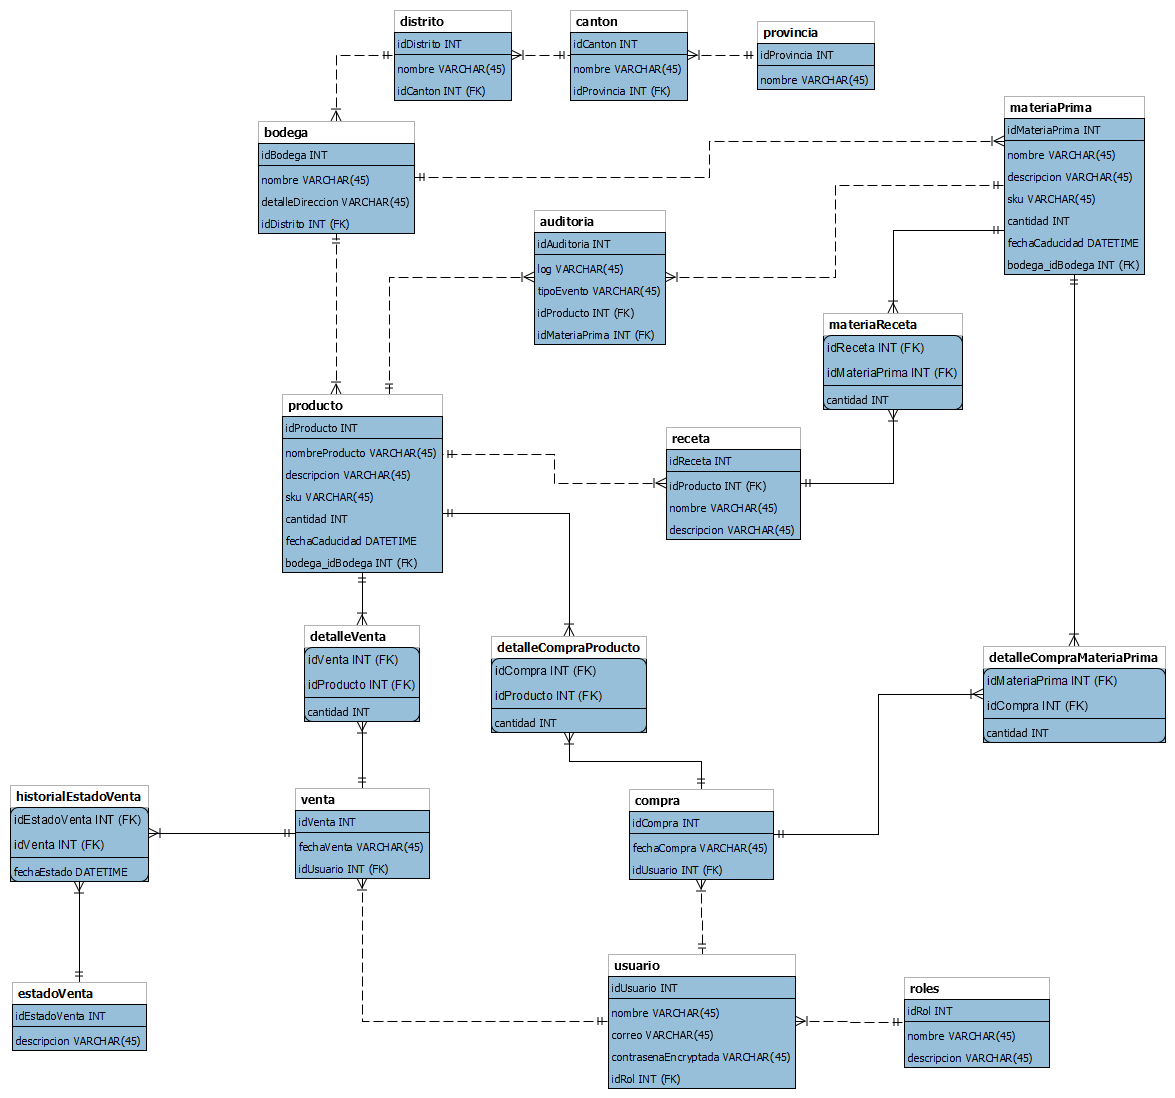 distrito
idDistrito INT
nombre VARCHAR(45)
idCanton INT (FK)
canton
idCanton INT
nombre VARCHAR(45)
idProvincia INT (FK)
provincia
idProvincia INT
nombre VARCHAR(45)
materiaPrima
idMateriaPrima INT
nombre VARCHAR(45)
descripcion VARCHAR(45)
sku VARCHAR(45)
cantidad INT
fechaCaducidad DATETIME
bodega_idBodega INT (FK)
bodega
idBodega INT
nombre VARCHAR(45)
detalleDireccion VARCHAR(45)
idDistrito INT (FK)
auditoria
idAuditoria INT
log VARCHAR(45)
tipoEvento VARCHAR(45)
idProducto INT (FK)
idMateriaPrima INT (FK)
materiaReceta
idReceta INT (FK)
idMateriaPrima INT (FK)
cantidad INT
producto
idProducto INT
nombreProducto VARCHAR(45)
descripcion VARCHAR(45)
sku VARCHAR(45)
cantidad INT
fechaCaducidad DATETIME
bodega_idBodega INT (FK)
receta
idReceta INT
idProducto INT (FK)
nombre VARCHAR(45)
descripcion VARCHAR(45)
detalleVenta
idVenta INT (FK)
idProducto INT (FK)
cantidad INT
detalleCompraProducto
idCompra INT (FK)
idProducto INT (FK)
cantidad INT
detalleCompraMateriaPrima
idMateriaPrima INT (FK)
idCompra INT (FK)
cantidad INT
historialEstadoVenta
idEstadoVenta INT (FK)
idVenta INT (FK)
fechaEstado DATETIME
venta
idVenta INT
fechaVenta VARCHAR(45)
idUsuario INT (FK)
compra
idCompra INT
fechaCompra VARCHAR(45)
idUsuario INT (FK)
estadoVenta
idEstadoVenta INT
descripcion VARCHAR(45)
usuario
idUsuario INT
nombre VARCHAR(45)
correo VARCHAR(45)
contrasenaEncryptada VARCHAR(45)
idRol INT (FK)
roles
idRol INT
nombre VARCHAR(45)
descripcion VARCHAR(45)